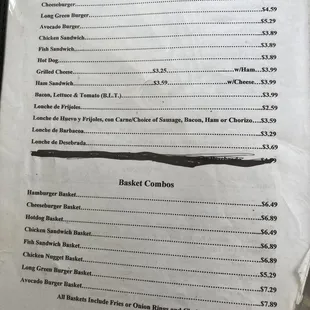 Cheeseburger
Long Green Burger $4.59
Avocado Burger $5.29
Chicken Sandwich $3.89
Fish Sandwich $3.89
Hot Dog $3.99
Grilled Cheese $3.25 w/Ham $3.99
Ham Sandwich $3.59 w/Cheese $3.99
Bacon, Lettuce & Tomato (B.L.T.) $3.99
Lonche de Frijoles $2.59
Lonche de Huevo y Frijoles, con Carne/Choice of Sausage, Bacon, Ham or Chorizo $3.59
Lonche de Barbacoa $3.29
Lonche de Desebrada $3.69
Basket Combos
Hamburger Basket $6.49
Cheeseburger Basket $6.89
Hotdog Basket $6.49
Chicken Sandwich Basket $6.89
Fish Sandwich Basket $6.89
Chicken Nugget Basket $5.29
Long Green Burger Basket $7.59
Avocado Burger Basket $7.89
All Baskets Include Fries or Onion Rings and